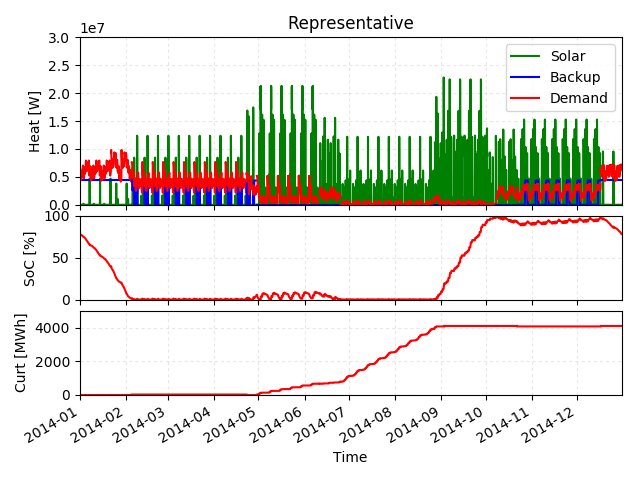 Representative
1e7
3.0
2.5
2.0
1.5
1.0
0.5
0.0
Heat [W]
Solar
Backup
Demand
100
50
0
SoC [%]
4000
2000
0
Curt [MWh]
2014-01
2014-02
2014-03
2014-04
2014-05
2014-06
2014-07
2014-08
2014-09
2014-10
2014-11
2014-12
Time